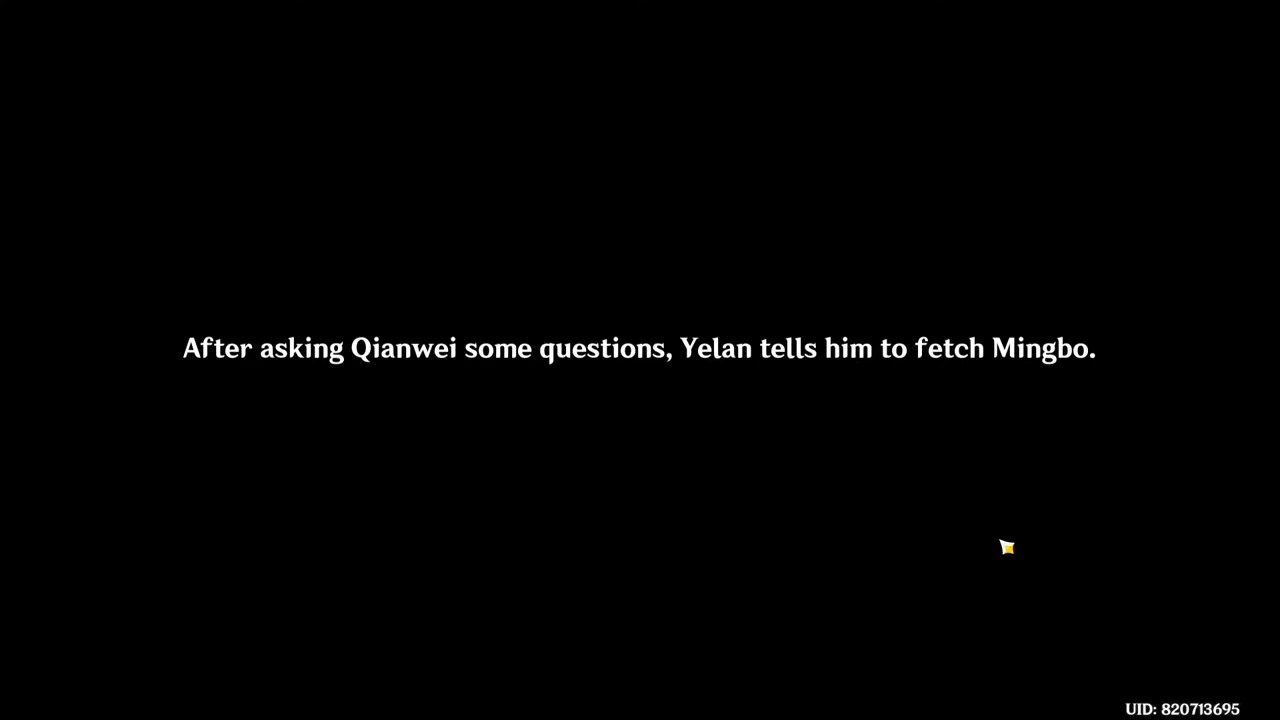 After asking Qianwei some questions, Yelan tells him to fetch Mingbo.
UID: 820713695